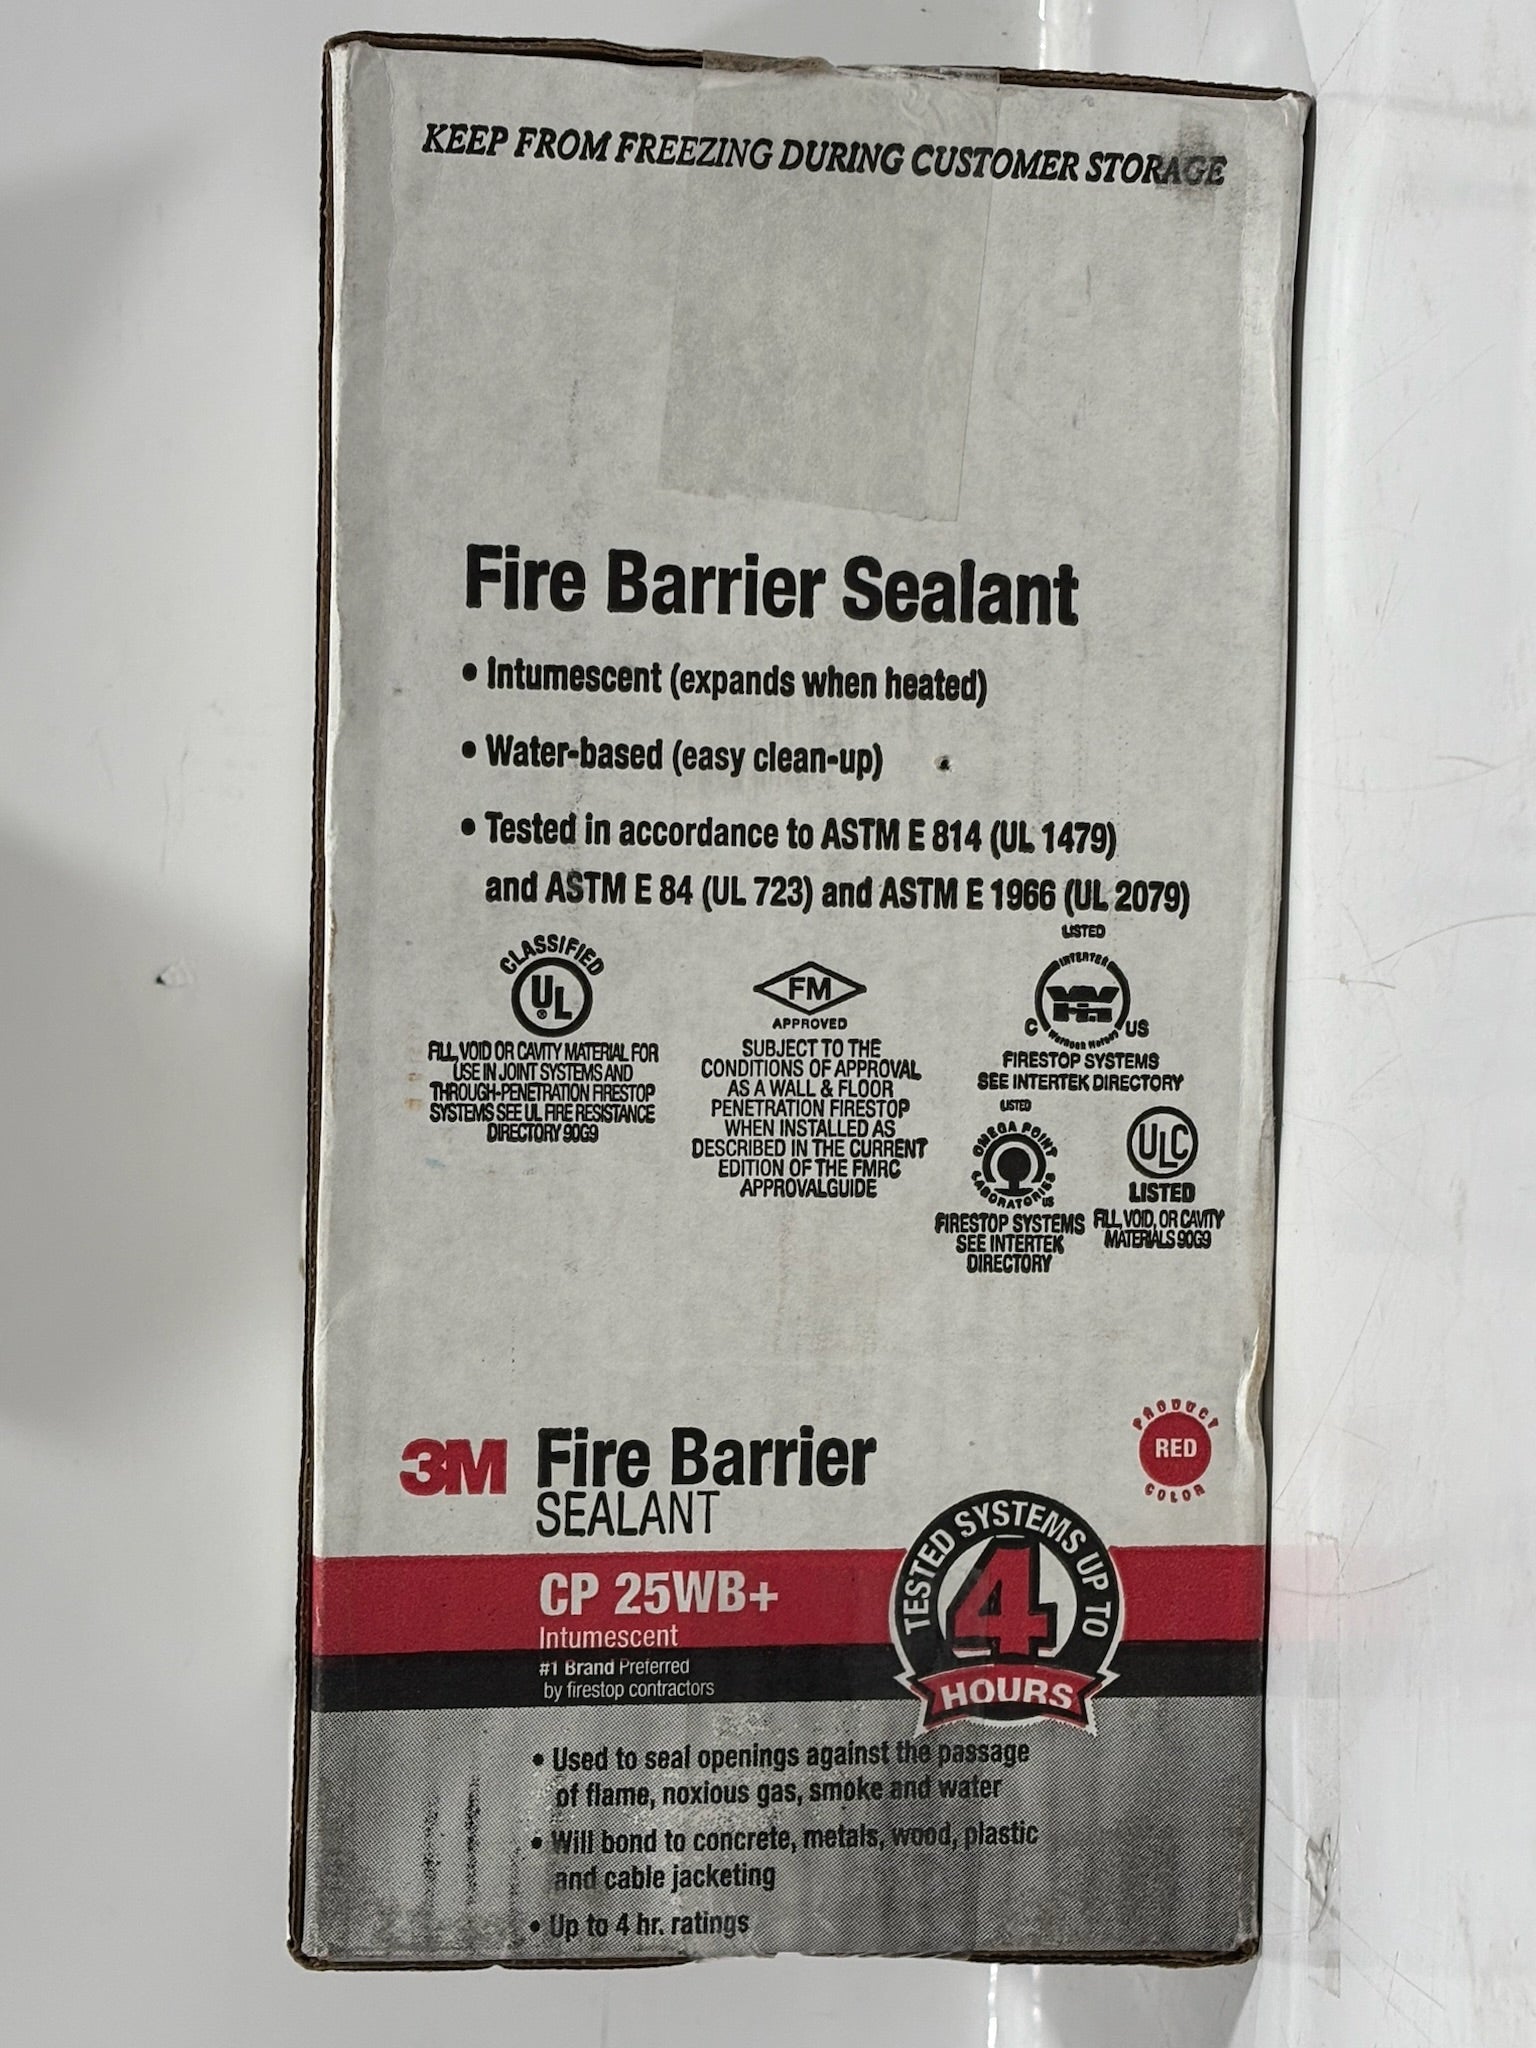 KEEP FROM FREEZING DURING CUSTOMER STORAGE
Fire Barrier Sealant
• Intumescent (expands when heated)
• Water-based (easy clean-up)
• Tested in accordance to ASTM E 814 (UL 1479)
and ASTM E 84 (UL 723) and ASTM E 1966 (UL 2079)
CLASSIFIED
UL
®
FILL, VOID OR CAVITY MATERIAL FOR
USE IN JOINT SYSTEMS AND
THROUGH-PENETRATION FIRESTOP
SYSTEMS SEE UL FIRE RESISTANCE
DIRECTORY 90G9
FM
APPROVED
SUBJECT TO THE
CONDITIONS OF APPROVAL
AS A WALL & FLOOR
PENETRATION FIRESTOP
WHEN INSTALLED AS
DESCRIBED IN THE CURRENT
EDITION OF THE FMRC
APPROVALGUIDE
LISTED
INTERTEK
WH
C US
Warnock Hersey
FIRESTOP SYSTEMS
SEE INTERTEK DIRECTORY
LISTED
OMEGA POINT
LABORATORIES
US
FIRESTOP SYSTEMS
SEE INTERTEK
DIRECTORY
ULC
LISTED
FILL, VOID, OR CAVITY
MATERIALS 90G9
3M Fire Barrier
SEALANT
PRODUCT
RED
COLOR
CP 25WB+
Intumescent
#1 Brand Preferred
by firestop contractors
TESTED SYSTEMS UP TO
4
HOURS
• Used to seal openings against the passage
of flame, noxious gas, smoke and water
• Will bond to concrete, metals, wood, plastic
and cable jacketing
• Up to 4 hr. ratings